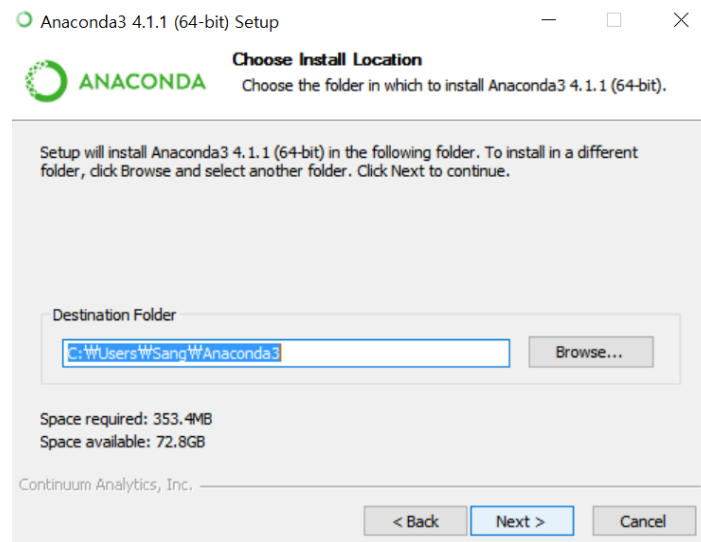 Anaconda3 4.1.1 (64-bit) Setup
ANACONDA
Choose Install Location
Choose the folder in which to install Anaconda3 4.1.1 (64-bit).
Setup will install Anaconda3 4.1.1 (64-bit) in the following folder. To install in a different
folder, click Browse and select another folder. Click Next to continue.
Destination Folder
C:₩Users₩Sang₩Anaconda3
Browse...
Space required: 353.4MB
Space available: 72.8GB
Continuum Analytics, Inc.
< Back
Next >
Cancel